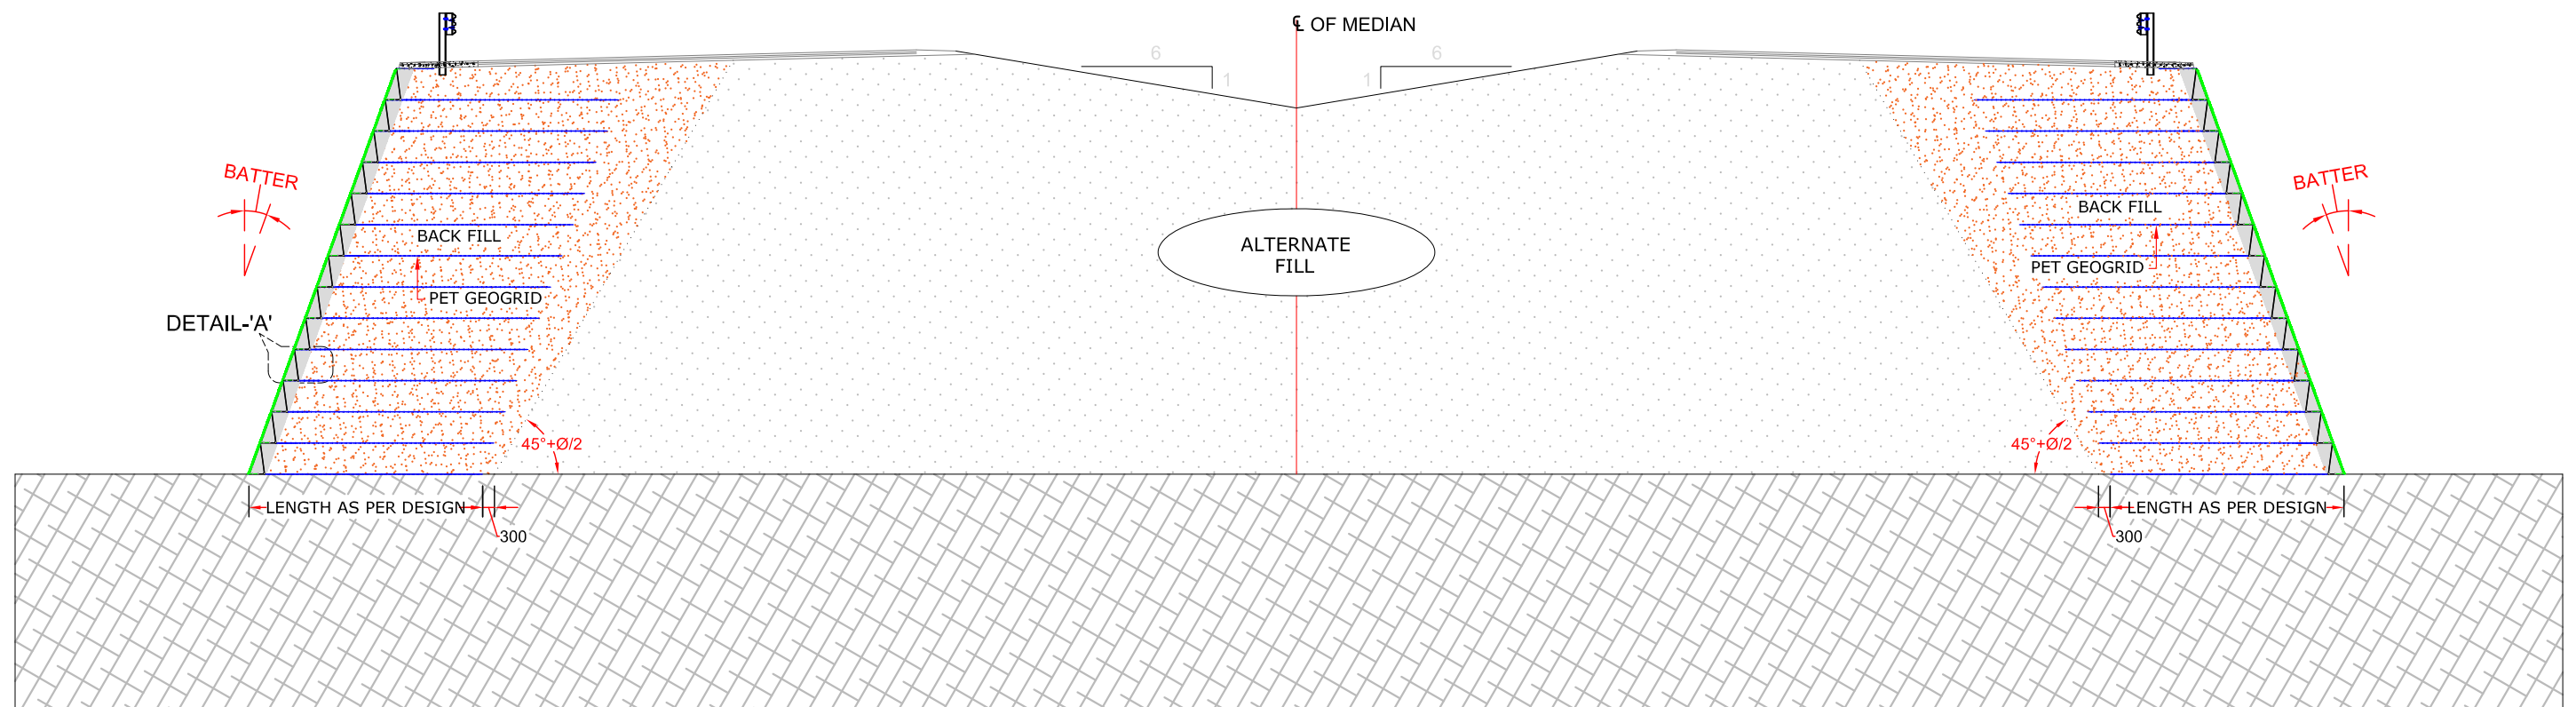 ℄ OF MEDIAN
6
1
6
1
BATTER
BATTER
BACK FILL
BACK FILL
ALTERNATE
FILL
PET GEOGRID
PET GEOGRID
DETAIL-'A'
45°+Ø/2
45°+Ø/2
LENGTH AS PER DESIGN
LENGTH AS PER DESIGN
300
300